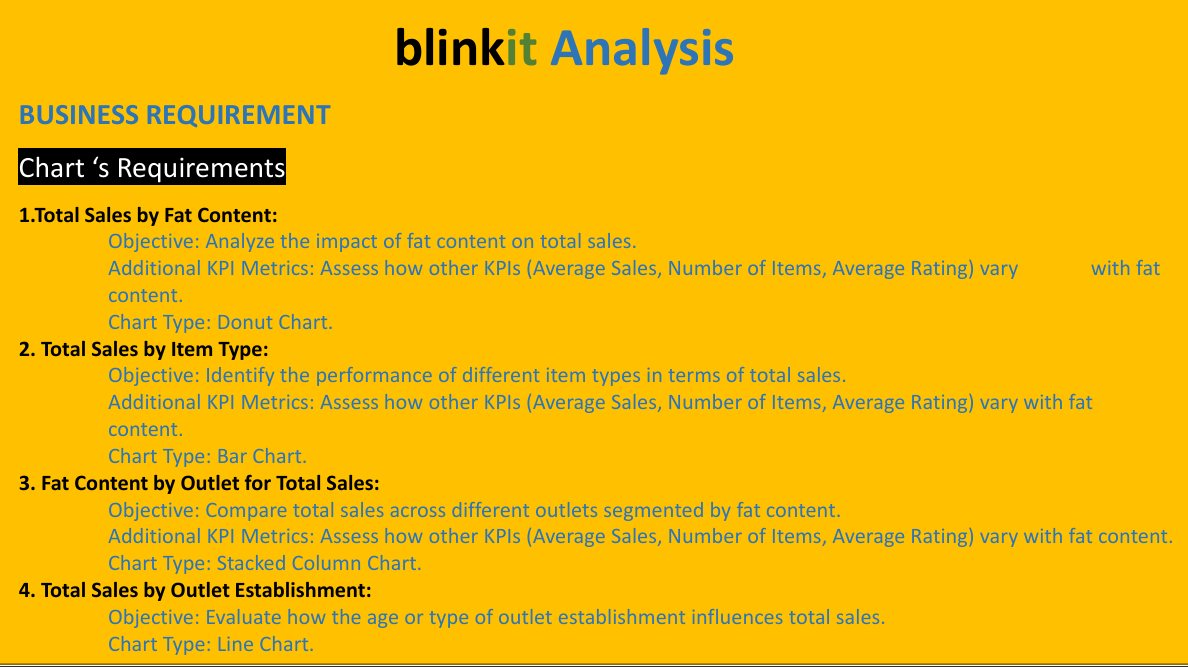 blinkit Analysis
BUSINESS REQUIREMENT
Chart ‘s Requirements
1.Total Sales by Fat Content:
Objective: Analyze the impact of fat content on total sales.
Additional KPI Metrics: Assess how other KPIs (Average Sales, Number of Items, Average Rating) vary with fat
content.
Chart Type: Donut Chart.
2. Total Sales by Item Type:
Objective: Identify the performance of different item types in terms of total sales.
Additional KPI Metrics: Assess how other KPIs (Average Sales, Number of Items, Average Rating) vary with fat
content.
Chart Type: Bar Chart.
3. Fat Content by Outlet for Total Sales:
Objective: Compare total sales across different outlets segmented by fat content.
Additional KPI Metrics: Assess how other KPIs (Average Sales, Number of Items, Average Rating) vary with fat content.
Chart Type: Stacked Column Chart.
4. Total Sales by Outlet Establishment:
Objective: Evaluate how the age or type of outlet establishment influences total sales.
Chart Type: Line Chart.